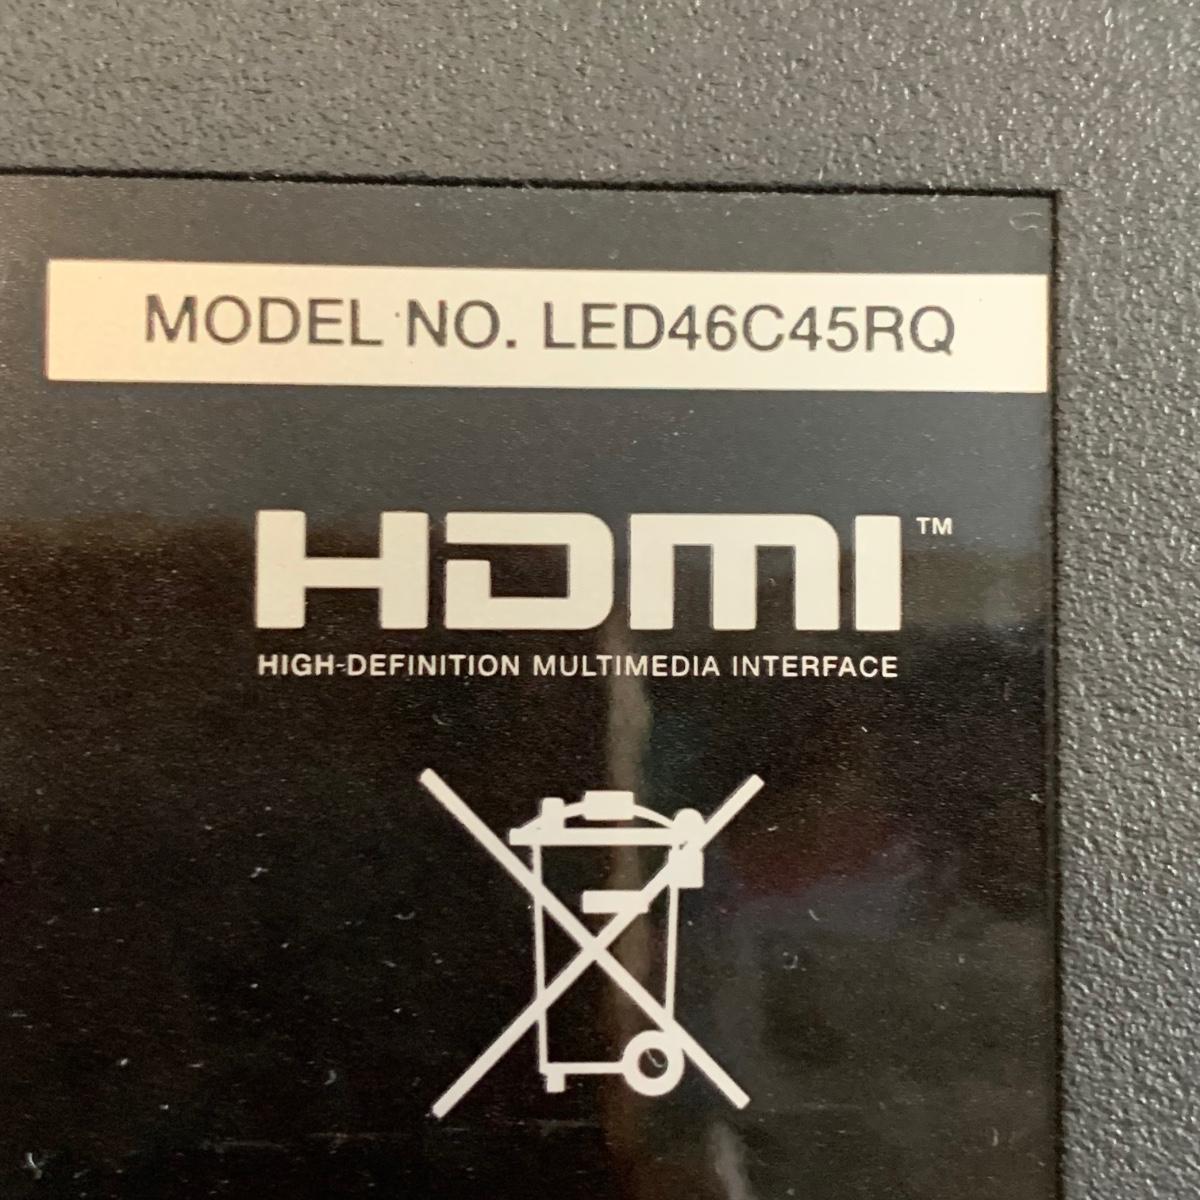 MODEL NO. LED46C45RQ
HDMI™
HIGH-DEFINITION MULTIMEDIA INTERFACE